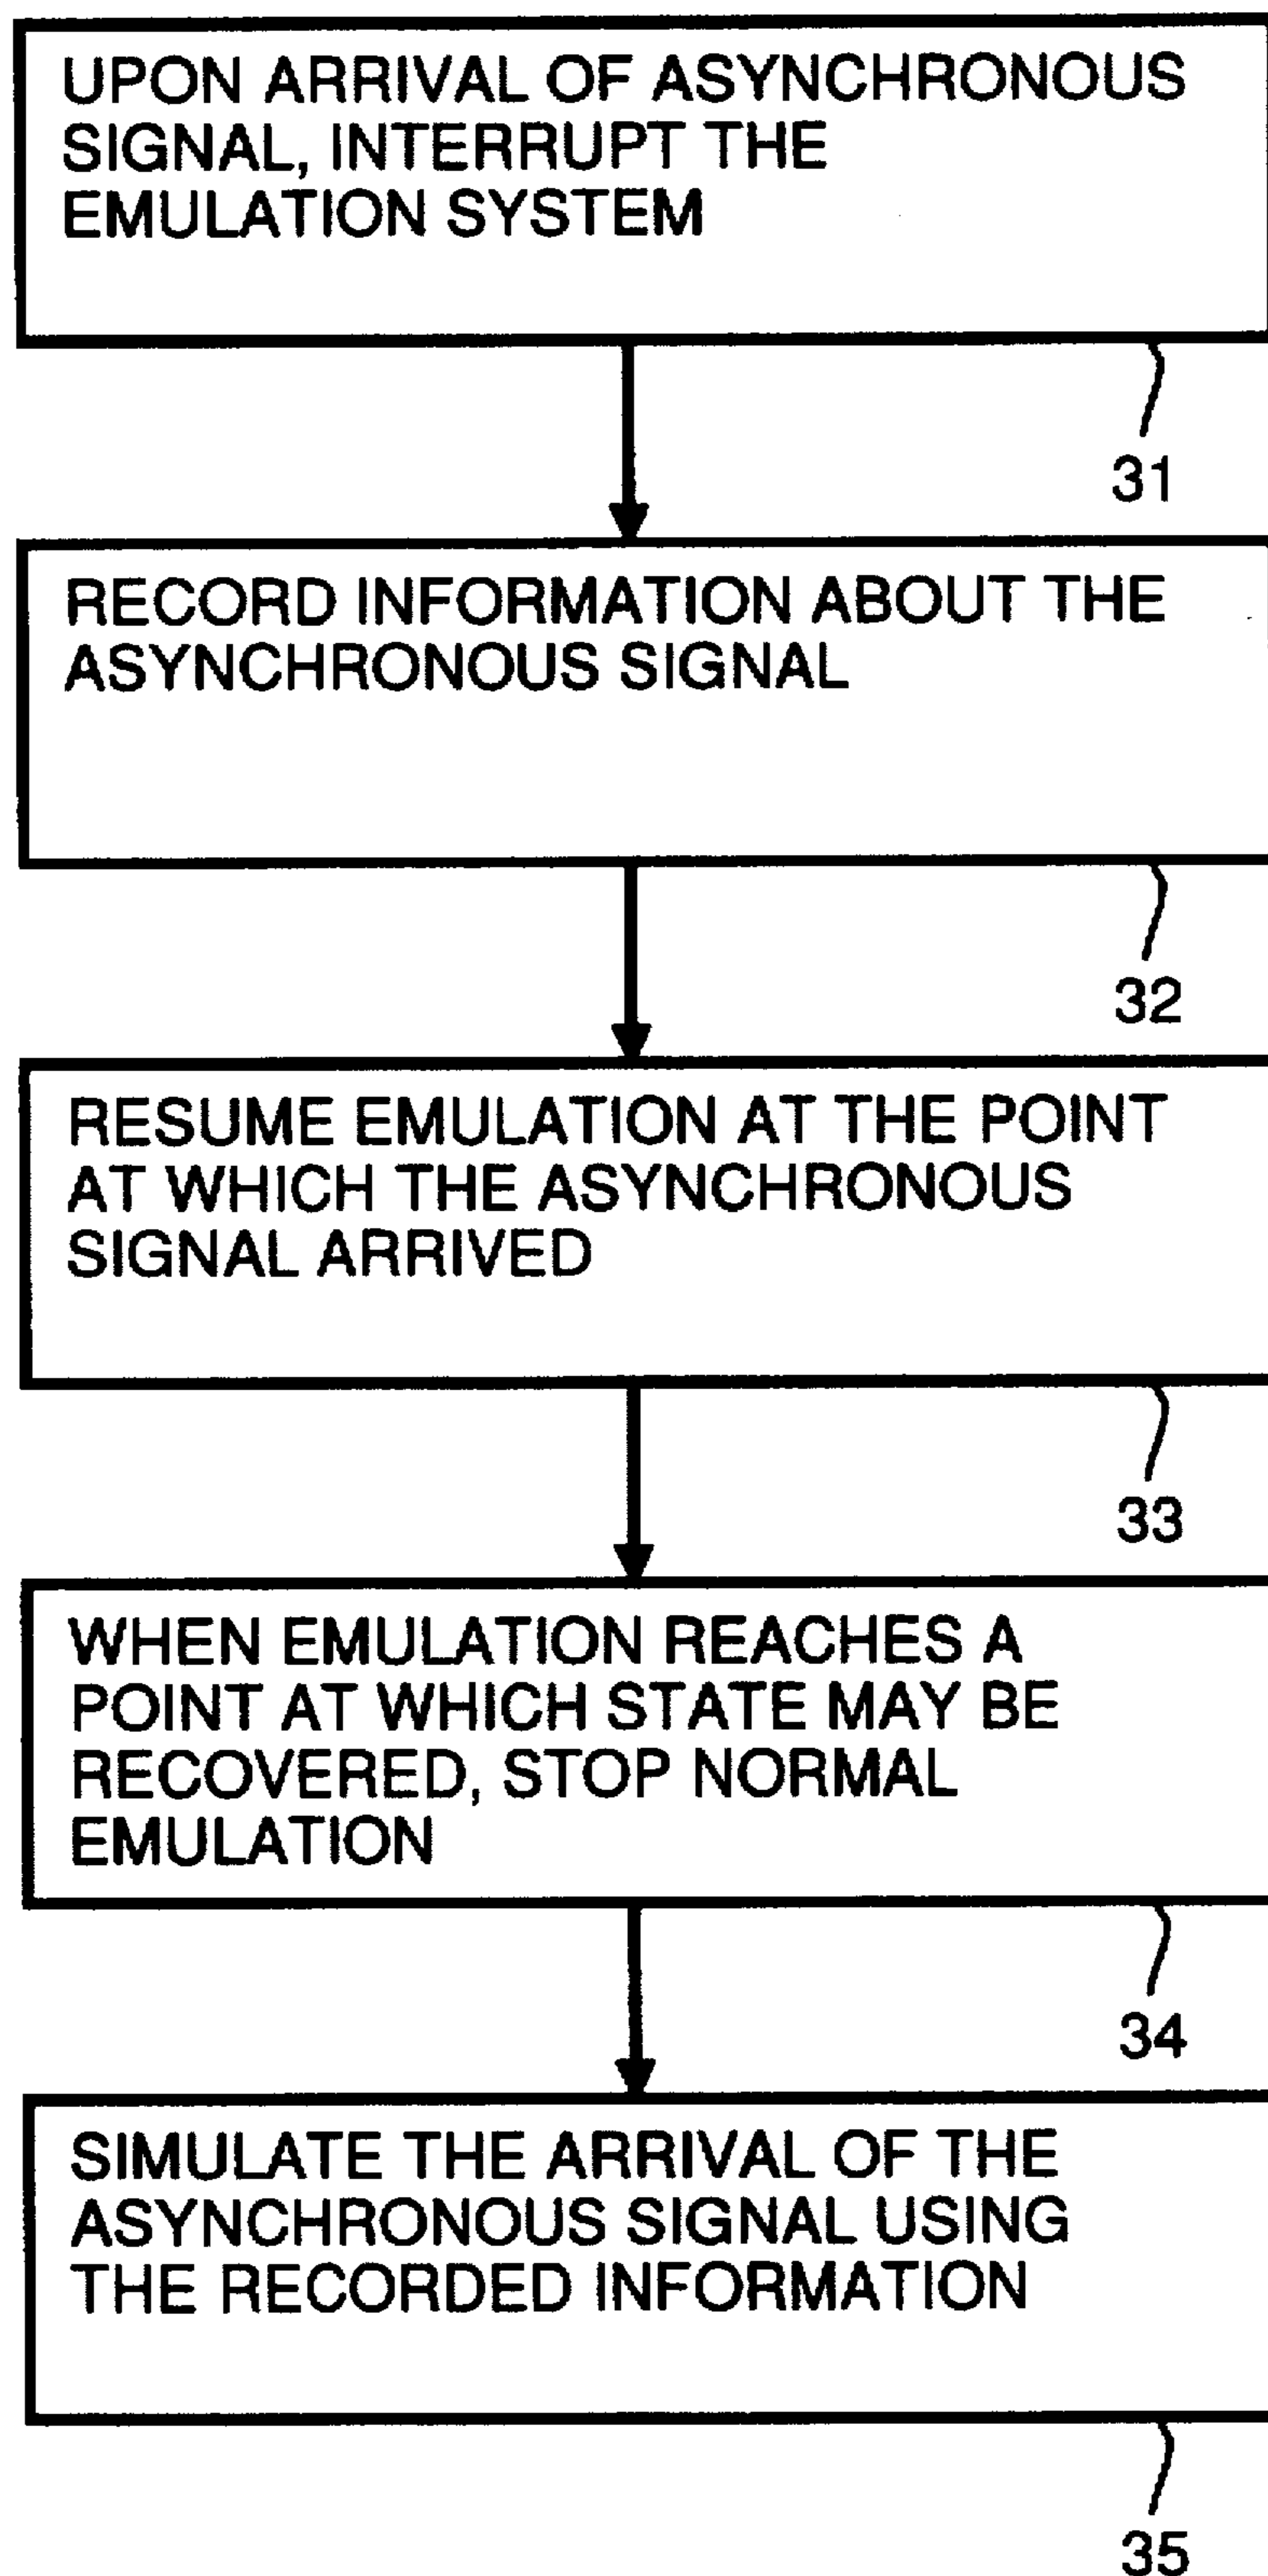 UPON ARRIVAL OF ASYNCHRONOUS
SIGNAL, INTERRUPT THE
EMULATION SYSTEM
31
RECORD INFORMATION ABOUT THE
ASYNCHRONOUS SIGNAL
32
RESUME EMULATION AT THE POINT
AT WHICH THE ASYNCHRONOUS
SIGNAL ARRIVED
33
WHEN EMULATION REACHES A
POINT AT WHICH STATE MAY BE
RECOVERED, STOP NORMAL
EMULATION
34
SIMULATE THE ARRIVAL OF THE
ASYNCHRONOUS SIGNAL USING
THE RECORDED INFORMATION
35